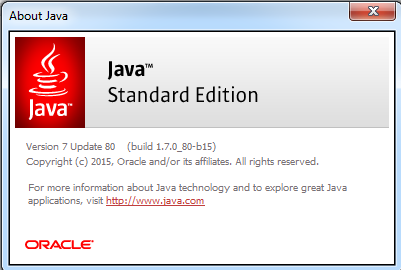 About Java
Java™
Java™
Standard Edition
Version 7 Update 80 (build 1.7.0_80-b15)
Copyright (c) 2015, Oracle and/or its affiliates. All rights reserved.
For more information about Java technology and to explore great Java
applications, visit http://www.java.com
ORACLE®